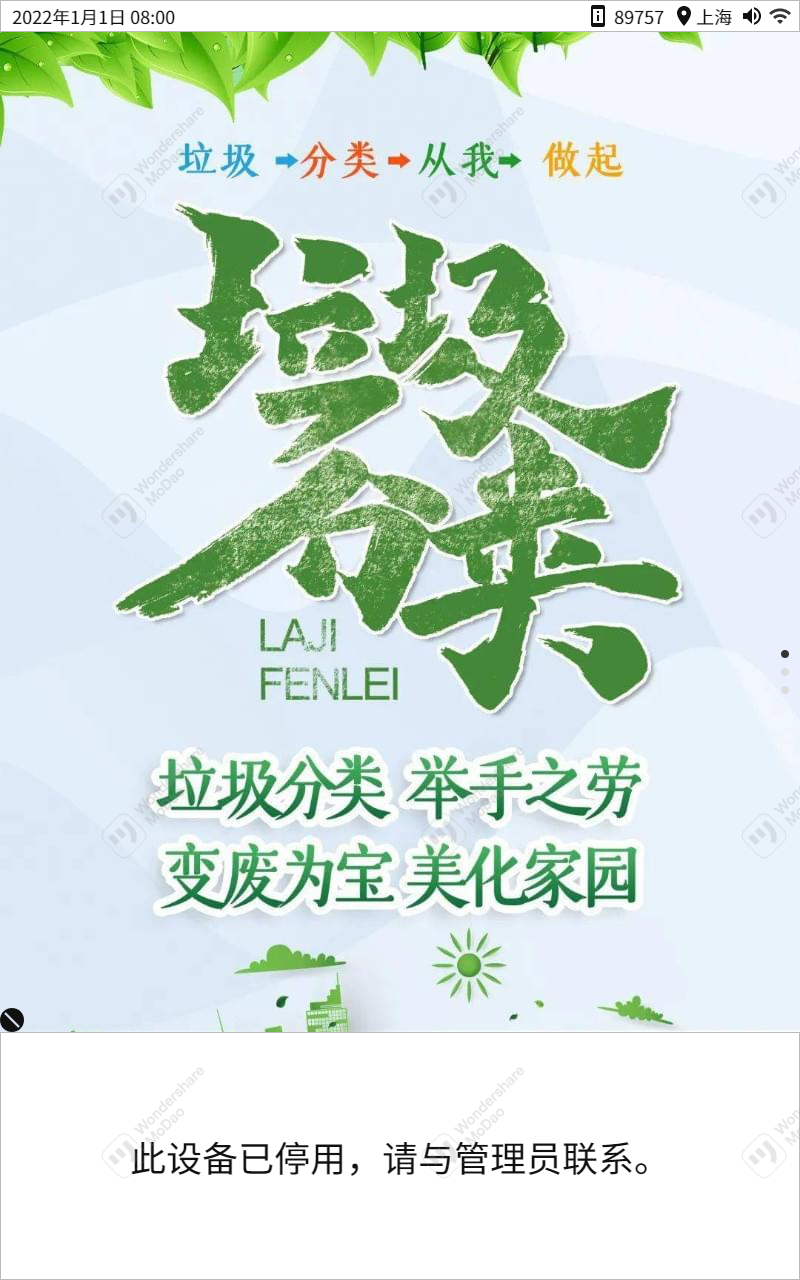 2022年1月1日 08:00 89757 上海
垃圾 分类 从我 做起
垃圾
分类
LAJI
FENLEI
垃圾分类 举手之劳
变废为宝 美化家园
此设备已停用，请与管理员联系。
Wondershare
MoDao